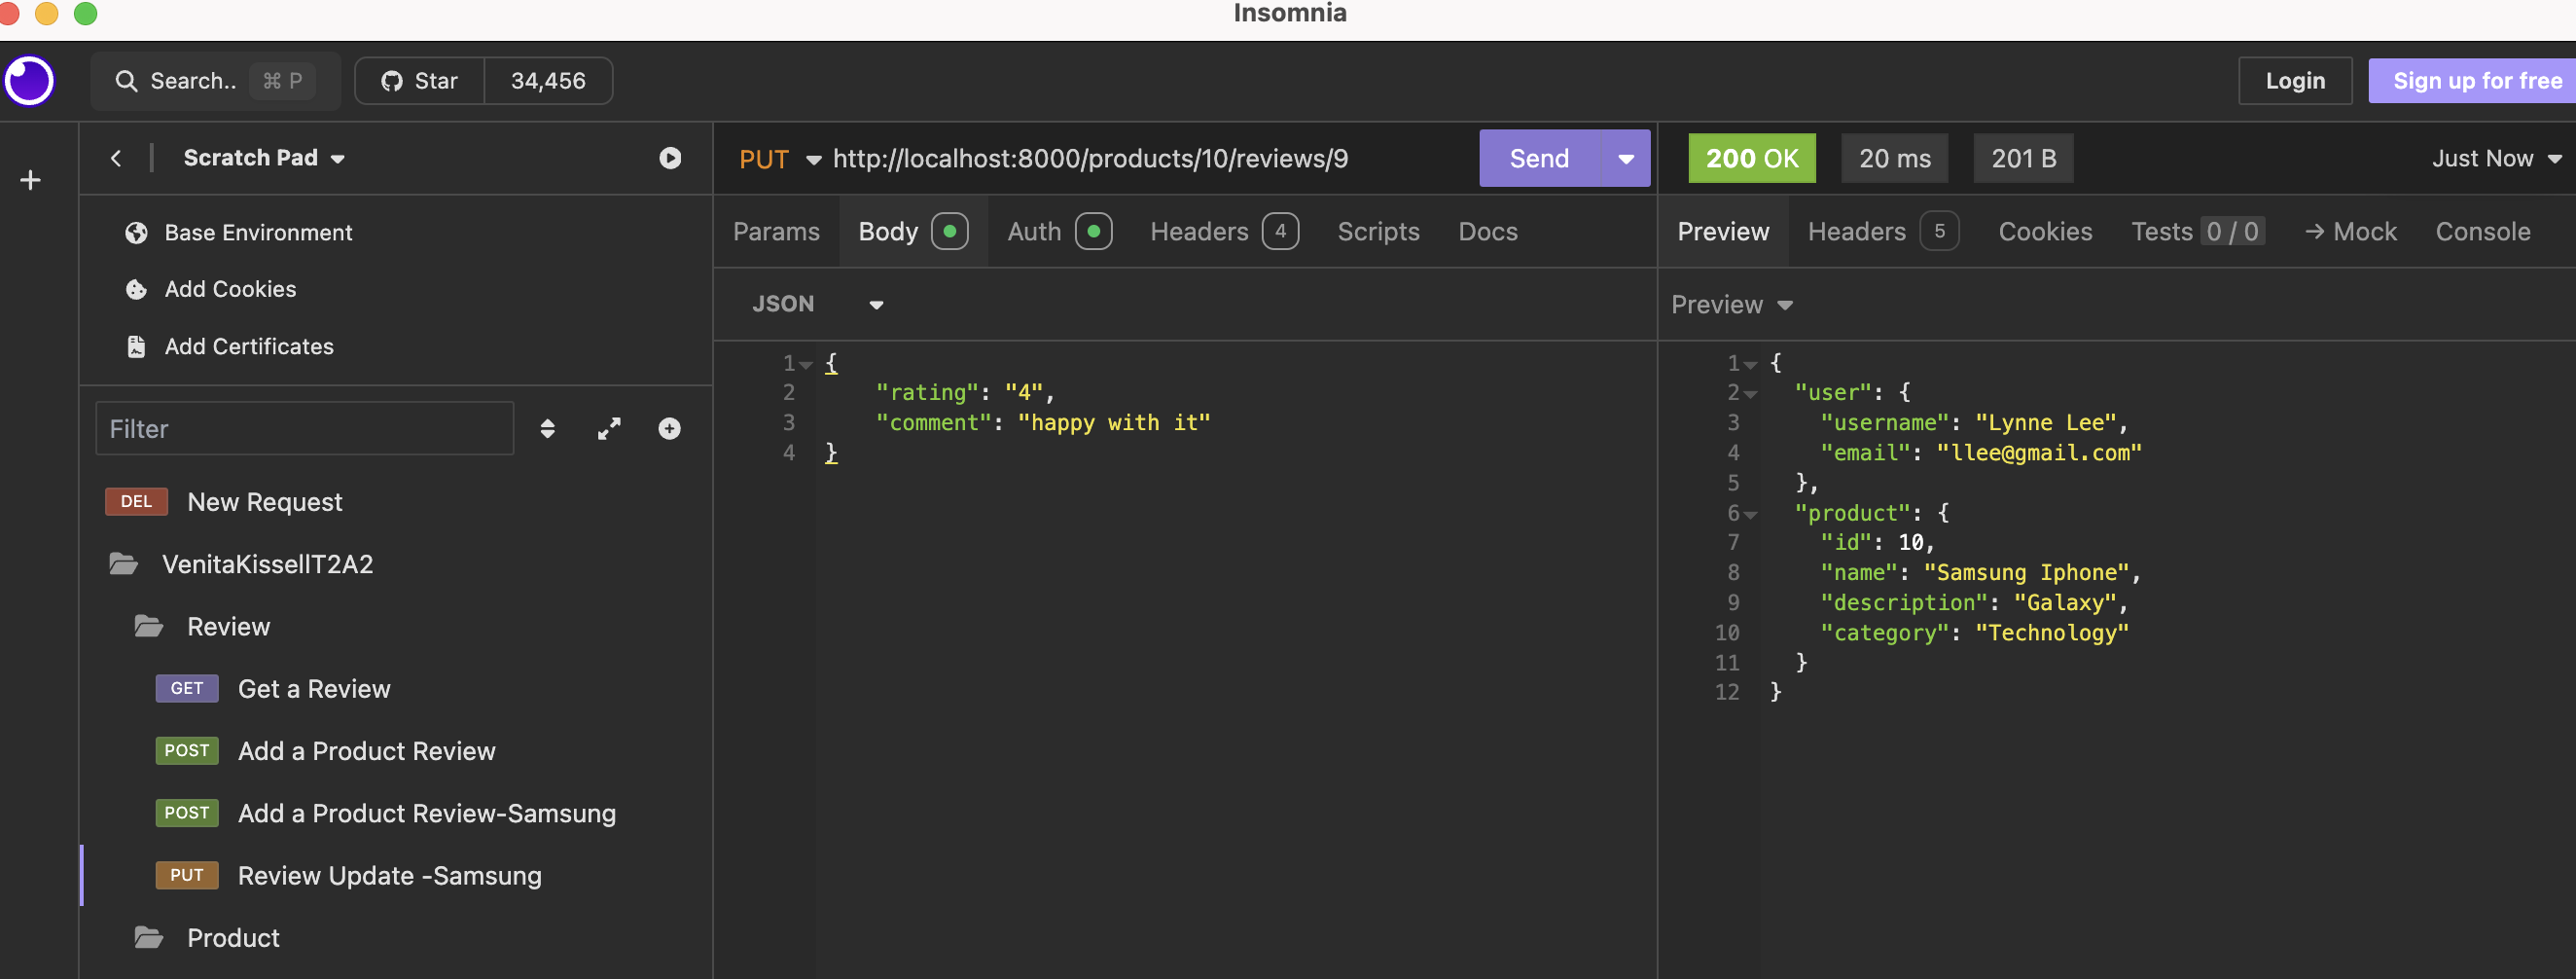 Insomnia
Search.. ⌘ P
Star 34,456
Login
Sign up for free
Scratch Pad
Base Environment
Add Cookies
Add Certificates
Filter
DEL New Request
VenitaKissellT2A2
Review
GET Get a Review
POST Add a Product Review
POST Add a Product Review-Samsung
PUT Review Update -Samsung
Product
PUT http://localhost:8000/products/10/reviews/9 Send
Params Body Auth Headers 4 Scripts Docs
JSON
1 {
2 "rating": "4",
3 "comment": "happy with it"
4 }
200 OK 20 ms 201 B Just Now
Preview Headers 5 Cookies Tests 0 / 0 → Mock Console
Preview
1 {
2 "user": {
3 "username": "Lynne Lee",
4 "email": "llee@gmail.com"
5 },
6 "product": {
7 "id": 10,
8 "name": "Samsung Iphone",
9 "description": "Galaxy",
10 "category": "Technology"
11 }
12 }